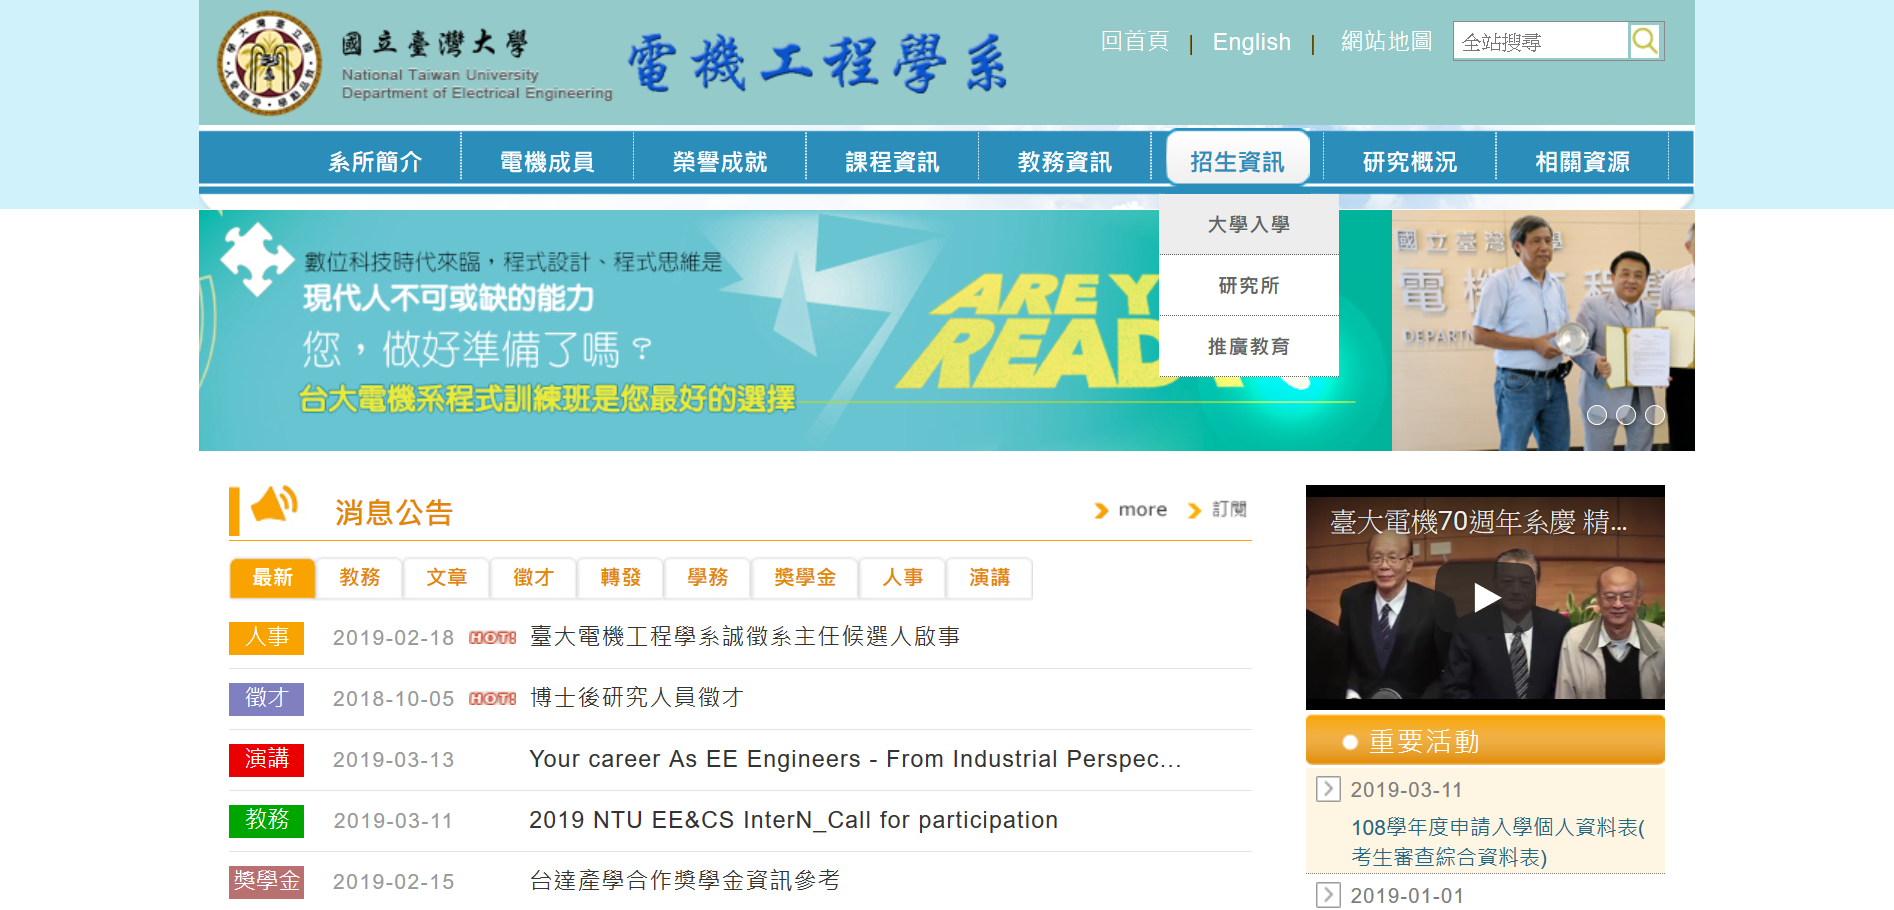 國立臺灣大學
National Taiwan University
Department of Electrical Engineering
電機工程學系
回首頁 | English | 網站地圖
全站搜尋
系所簡介 電機成員 榮譽成就 課程資訊 教務資訊 招生資訊 研究概況 相關資源
大學入學
研究所
推廣教育
數位科技時代來臨，程式設計、程式思維是
現代人不可或缺的能力
您，做好準備了嗎？
台大電機系程式訓練班是您最好的選擇
ARE Y
READ
國立臺灣 學
電機 程學
DEPARTM
消息公告
more 訂閱
最新 教務 文章 徵才 轉發 學務 獎學金 人事 演講
人事 2019-02-18 HOT! 臺大電機工程學系誠徵系主任候選人啟事
徵才 2018-10-05 HOT! 博士後研究人員徵才
演講 2019-03-13 Your career As EE Engineers - From Industrial Perspec...
教務 2019-03-11 2019 NTU EE&CS InterN_Call for participation
獎學金 2019-02-15 台達產學合作獎學金資訊參考
臺大電機70週年系慶 精...
重要活動
2019-03-11
108學年度申請入學個人資料表(
考生審查綜合資料表)
2019-01-01